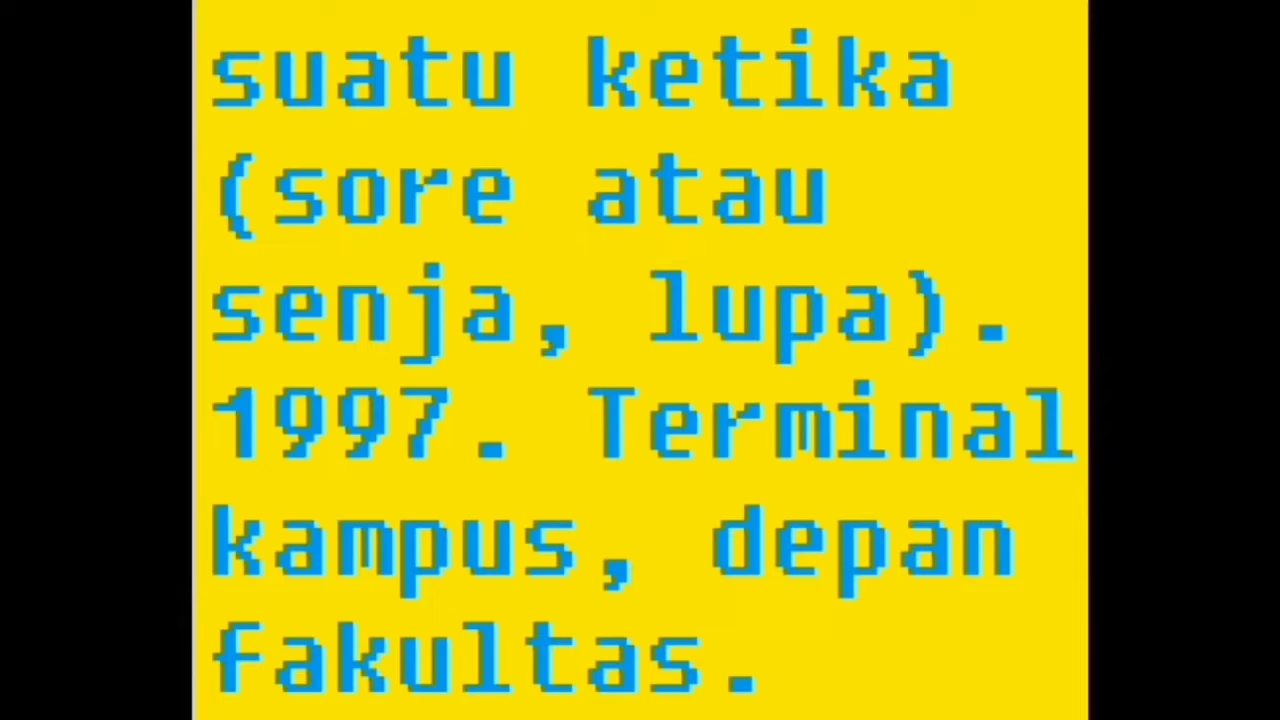 suatu ketika
(sore atau
senja, lupa).
1997. Terminal
kampus, depan
fakultas.